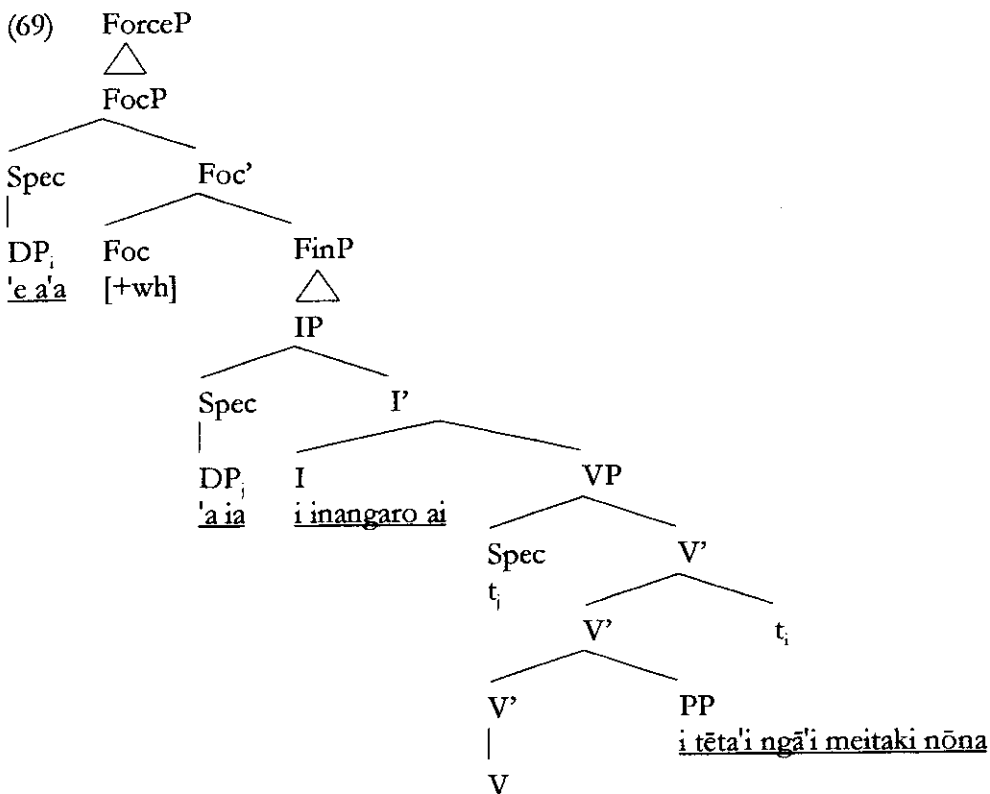 (69) ForceP
FocP
Spec Foc'
DPᵢ Foc FinP
'e a'a [+wh]
IP
Spec I'
DPⱼ I VP
'a ia i inangaro ai
Spec V'
tⱼ
V' tᵢ
V' PP
i tēta'i ngā'i meitaki nōna
V